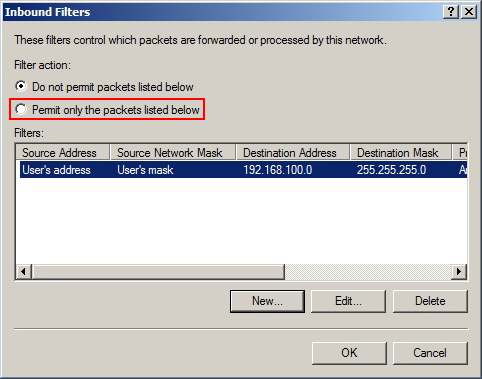 Inbound Filters
These filters control which packets are forwarded or processed by this network.
Filter action:
Do not permit packets listed below
Permit only the packets listed below
Filters:
Source Address Source Network Mask Destination Address Destination Mask
User's address User's mask 192.168.100.0 255.255.255.0
New... Edit... Delete
OK Cancel